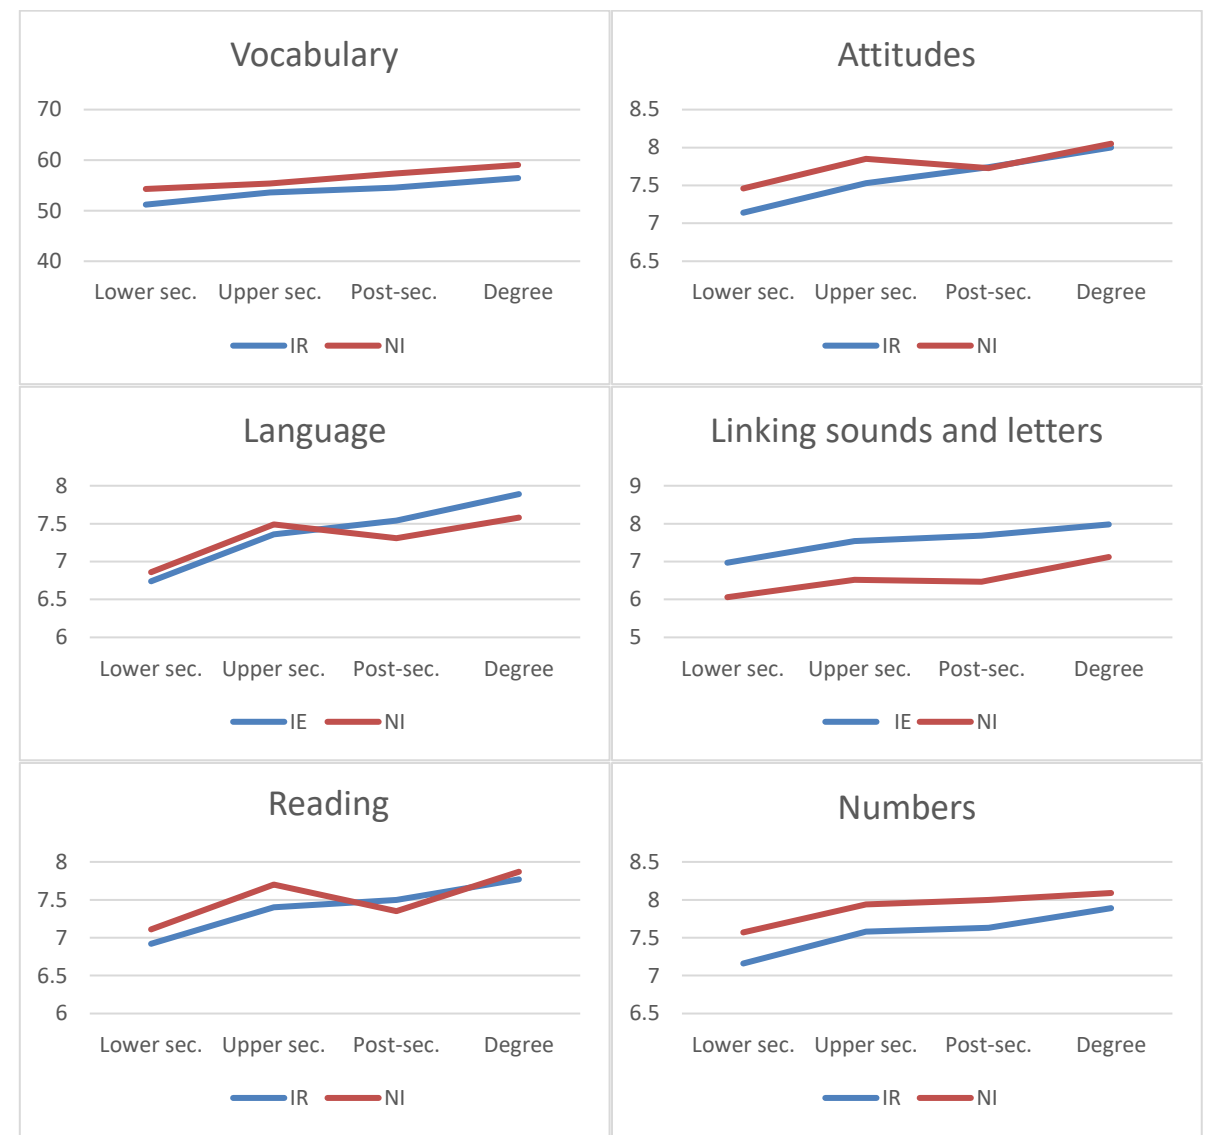 Vocabulary
70
60
50
40
Lower sec. Upper sec. Post-sec. Degree
IR NI
Attitudes
8.5
8
7.5
7
6.5
Lower sec. Upper sec. Post-sec. Degree
IR NI
Language
8
7.5
7
6.5
6
Lower sec. Upper sec. Post-sec. Degree
IE NI
Linking sounds and letters
9
8
7
6
5
Lower sec. Upper sec. Post-sec. Degree
IE NI
Reading
8
7.5
7
6.5
6
Lower sec. Upper sec. Post-sec. Degree
IR NI
Numbers
8.5
8
7.5
7
6.5
Lower sec. Upper sec. Post-sec. Degree
IR NI